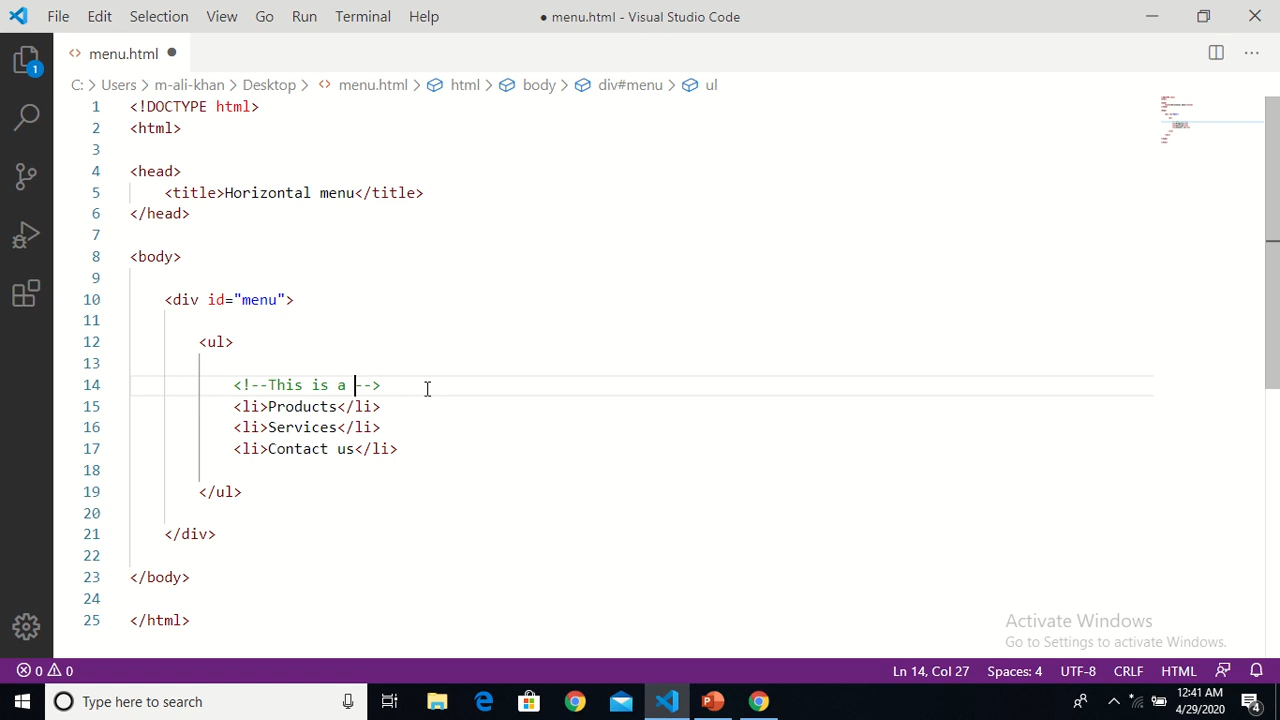 File Edit Selection View Go Run Terminal Help ● menu.html - Visual Studio Code
<> menu.html ●
1
C: > Users > m-ali-khan > Desktop > <> menu.html > html > body > div#menu > ul
1 <!DOCTYPE html>
2 <html>
3
4 <head>
5 <title>Horizontal menu</title>
6 </head>
7
8 <body>
9
10 <div id="menu">
11
12 <ul>
13
14 <!--This is a -->
15 <li>Products</li>
16 <li>Services</li>
17 <li>Contact us</li>
18
19 </ul>
20
21 </div>
22
23 </body>
24
25 </html>
Activate Windows
Go to Settings to activate Windows.
0 0 Ln 14, Col 27 Spaces: 4 UTF-8 CRLF HTML
Type here to search
12:41 AM
4/29/2020
4